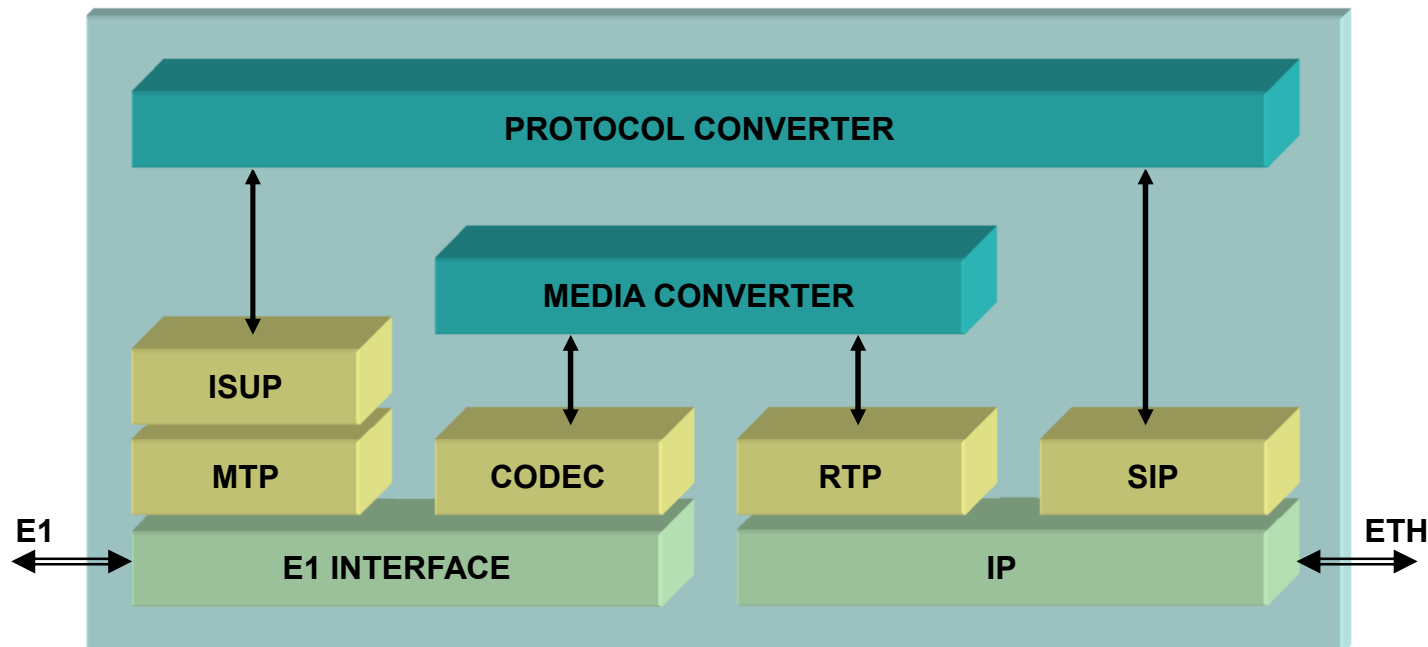 PROTOCOL CONVERTER
MEDIA CONVERTER
ISUP
MTP
CODEC
RTP
SIP
E1
E1 INTERFACE
IP
ETH